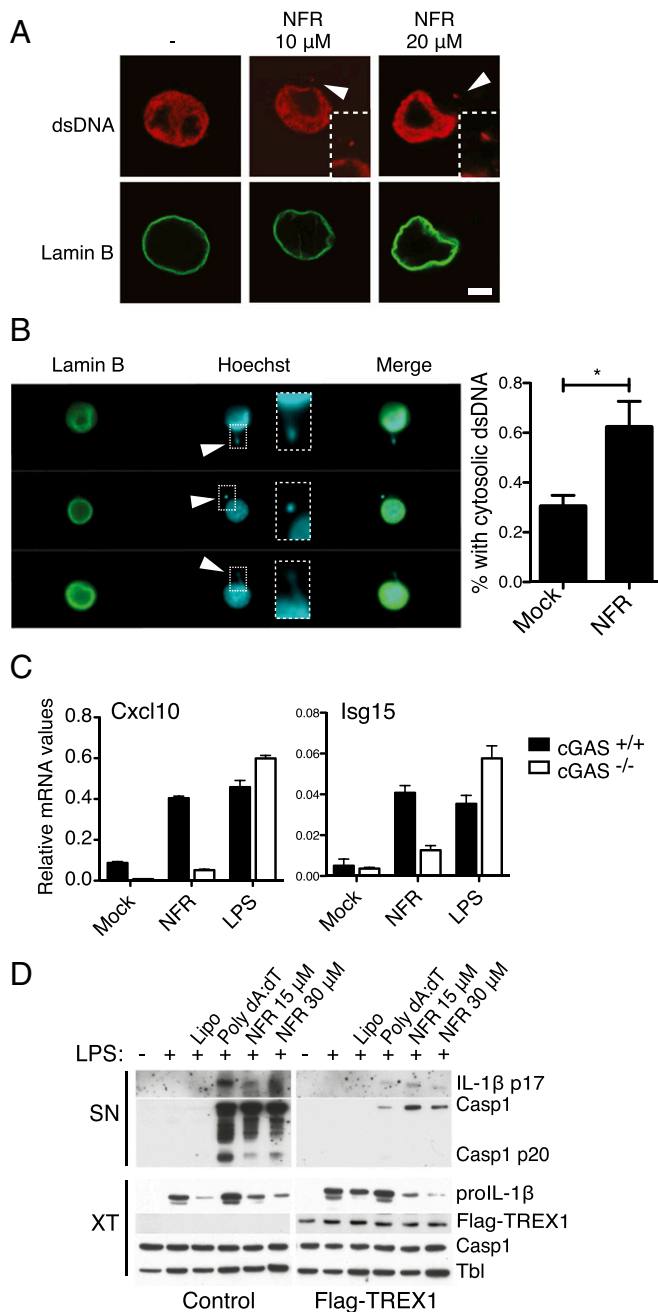 A
-
NFR
10 µM
NFR
20 µM
dsDNA
Lamin B
B
Lamin B
Hoechst
Merge
% with cytosolic dsDNA
0.8
0.6
0.4
0.2
0.0
*
Mock
NFR
C
Relative mRNA values
Cxcl10
0.8
0.6
0.4
0.2
0.0
Mock
NFR
LPS
Isg15
0.06
0.04
0.02
0.01
0.00
Mock
NFR
LPS
cGAS +/+
cGAS -/-
D
Lipo
Poly dA:dT
NFR 15 µM
NFR 30 µM
Lipo
Poly dA:dT
NFR 15 µM
NFR 30 µM
LPS: - + + + + + - + + + + +
SN
IL-1β p17
Casp1
Casp1 p20
XT
proIL-1β
Flag-TREX1
Casp1
Tbl
Control
Flag-TREX1